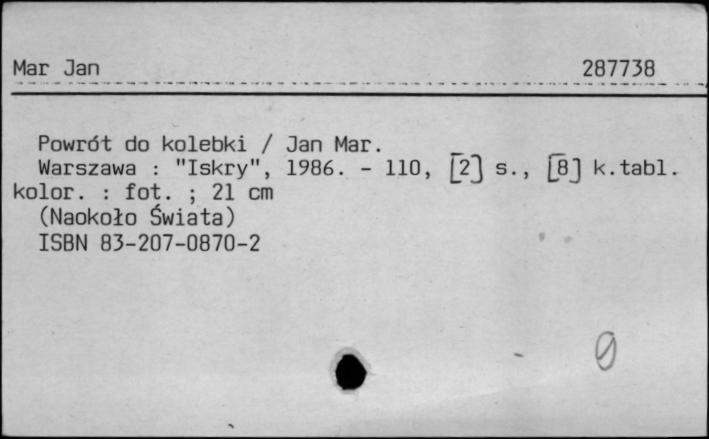 Mar Jan 287738
Powrót do kolebki / Jan Mar.
Warszawa : "Iskry", 1986. - 110, [2] s., [8] k.tabl.
kolor. : fot. ; 21 cm
(Naokoło Świata)
ISBN 83-207-0870-2